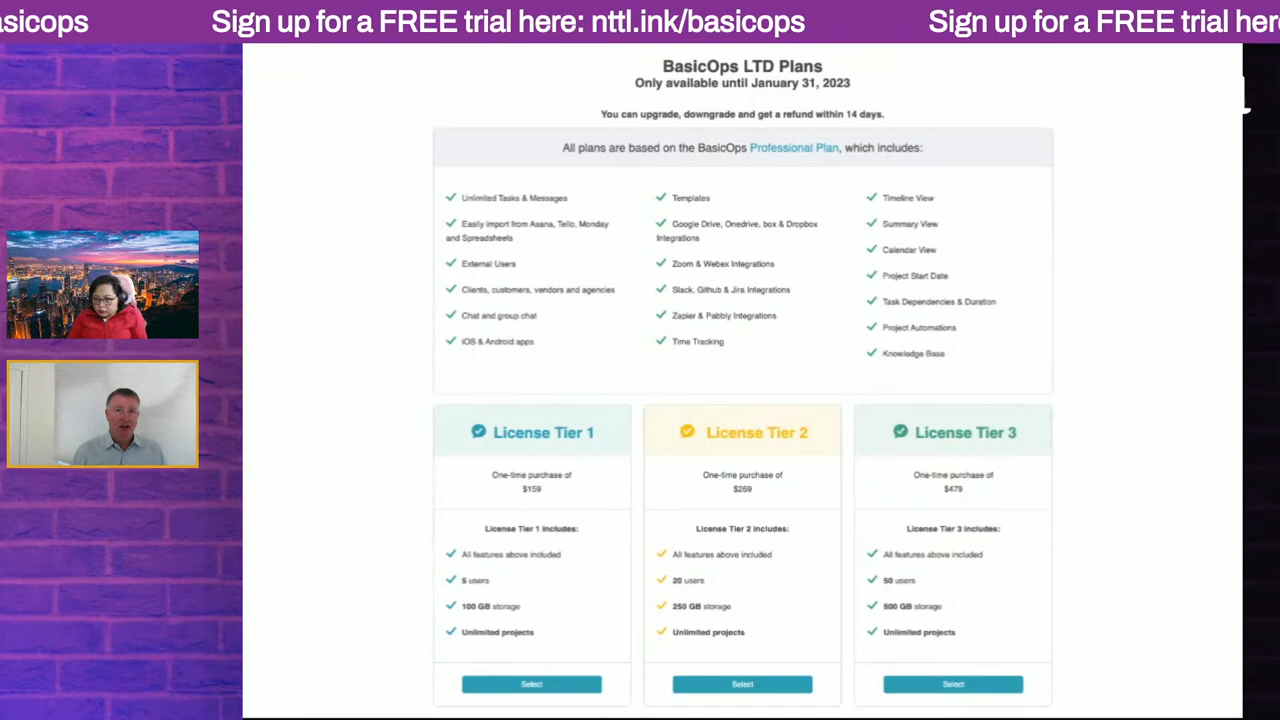 asicops
Sign up for a FREE trial here: nttl.ink/basicops
Sign up for a FREE trial her
BasicOps LTD Plans
Only available until January 31, 2023
You can upgrade, downgrade and get a refund within 14 days.
All plans are based on the BasicOps Professional Plan, which includes:
Unlimited Tasks & Messages
Easily import from Asana, Tello, Monday
and Spreadsheets
External Users
Clients, customers, vendors and agencies
Chat and group chat
iOS & Android apps
Templates
Google Drive, Onedrive, box & Dropbox
Integrations
Zoom & Webex Integrations
Slack, Github & Jira Integrations
Zapier & Pabbly Integrations
Time Tracking
Timeline View
Summary View
Calendar View
Project Start Date
Task Dependencies & Duration
Project Automations
Knowledge Base
License Tier 1
One-time purchase of
$159
License Tier 1 Includes:
All features above included
5 users
100 GB storage
Unlimited projects
Select
License Tier 2
One-time purchase of
$269
License Tier 2 Includes:
All features above included
20 users
250 GB storage
Unlimited projects
Select
License Tier 3
One-time purchase of
$479
License Tier 3 Includes:
All features above included
50 users
500 GB storage
Unlimited projects
Select